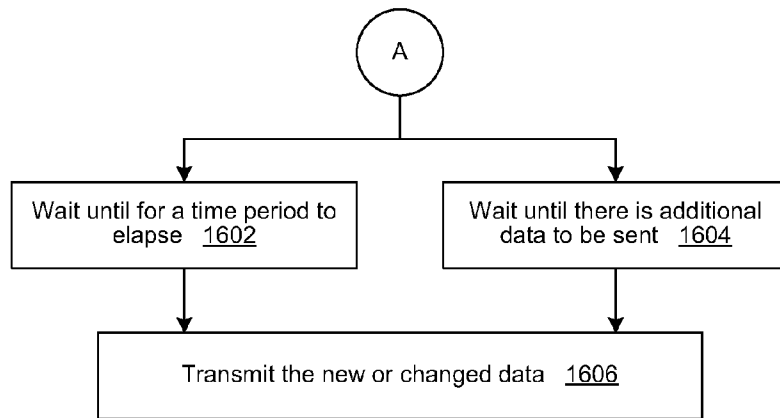 A
Wait until for a time period to
elapse 1602
Wait until there is additional
data to be sent 1604
Transmit the new or changed data 1606